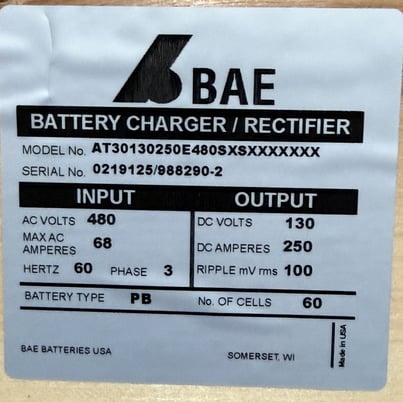 BAE
BATTERY CHARGER / RECTIFIER
MODEL No. AT30130250E480SXSXXXXXXX
SERIAL No. 0219125/988290-2
INPUT
AC VOLTS 480
MAX AC AMPERES 68
HERTZ 60 PHASE 3
OUTPUT
DC VOLTS 130
DC AMPERES 250
RIPPLE mV rms 100
BATTERY TYPE PB No. OF CELLS 60
BAE BATTERIES USA SOMERSET, WI
Made in USA